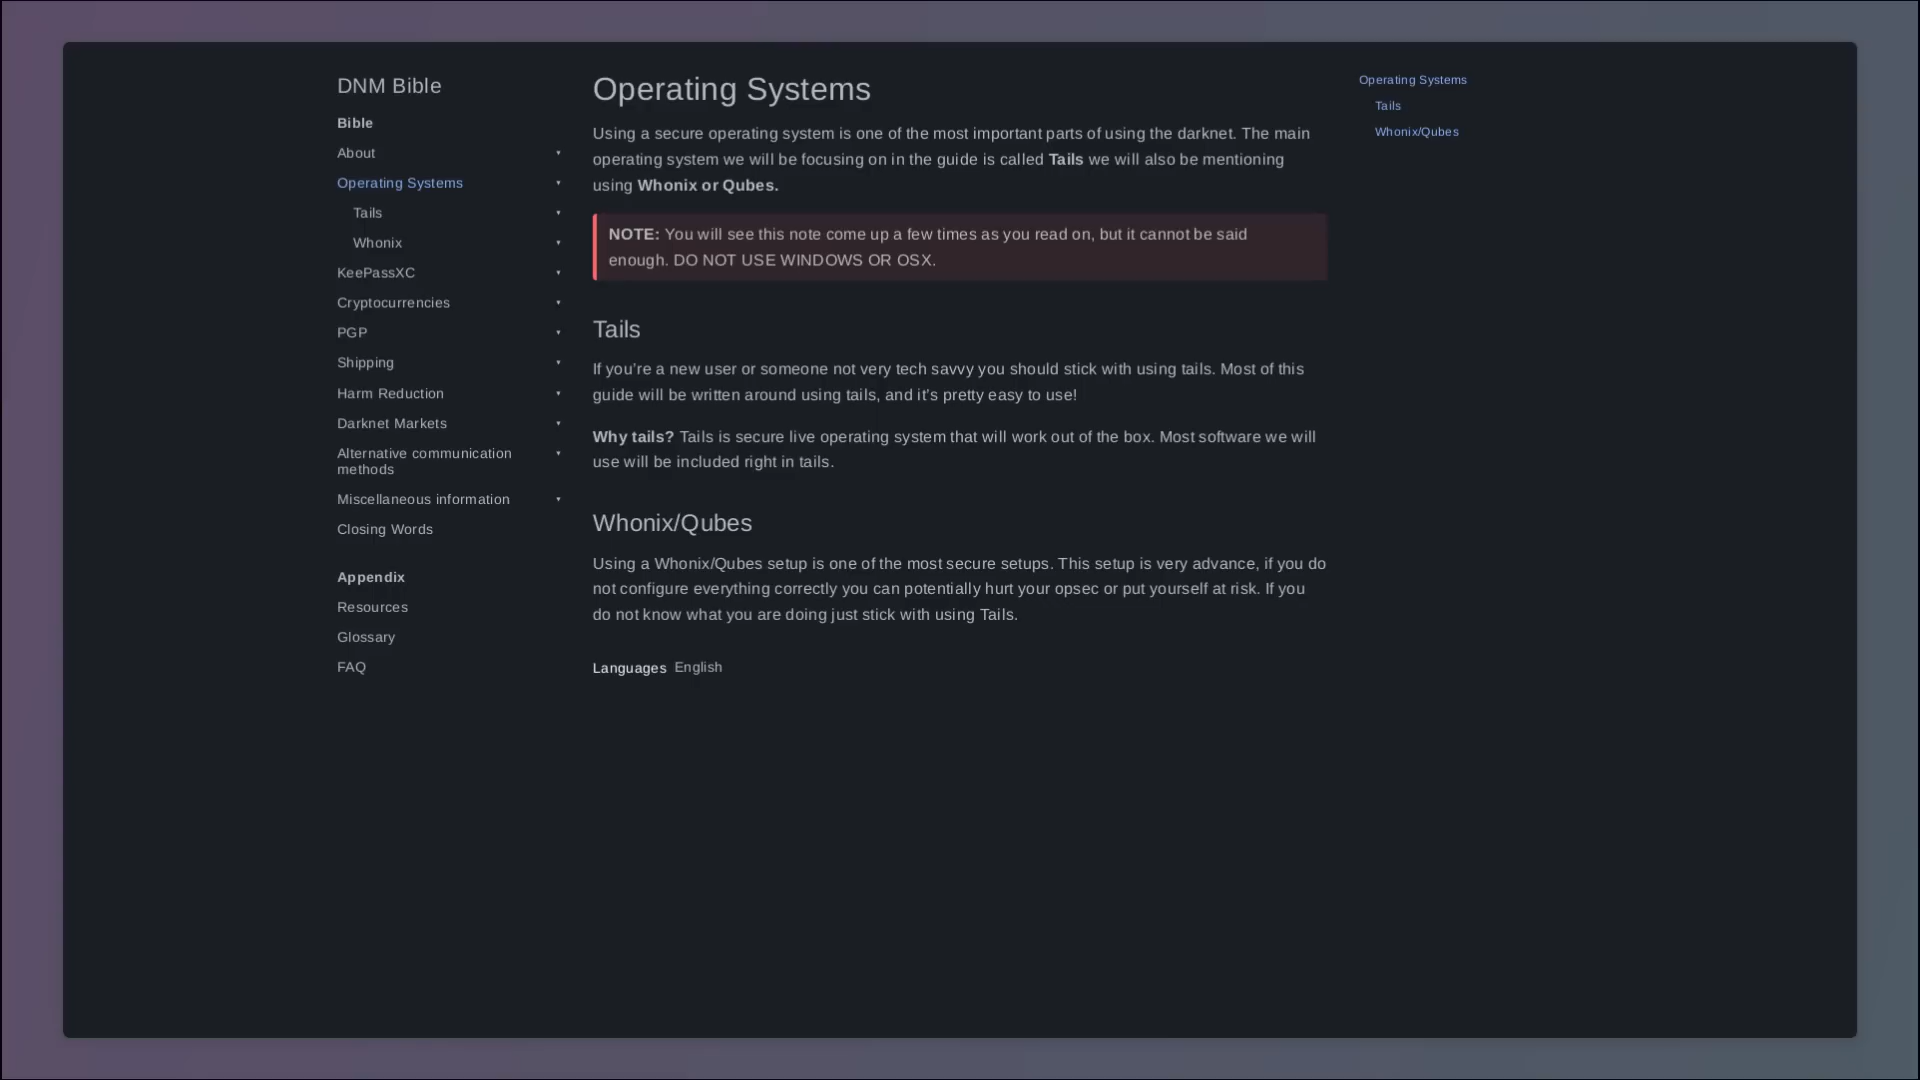 DNM Bible
Bible
About
Operating Systems
Tails
Whonix
KeePassXC
Cryptocurrencies
PGP
Shipping
Harm Reduction
Darknet Markets
Alternative communication
methods
Miscellaneous information
Closing Words
Appendix
Resources
Glossary
FAQ
Operating Systems
Using a secure operating system is one of the most important parts of using the darknet. The main
operating system we will be focusing on in the guide is called Tails we will also be mentioning
using Whonix or Qubes.
NOTE: You will see this note come up a few times as you read on, but it cannot be said
enough. DO NOT USE WINDOWS OR OSX.
Tails
If you’re a new user or someone not very tech savvy you should stick with using tails. Most of this
guide will be written around using tails, and it’s pretty easy to use!
Why tails? Tails is secure live operating system that will work out of the box. Most software we will
use will be included right in tails.
Whonix/Qubes
Using a Whonix/Qubes setup is one of the most secure setups. This setup is very advance, if you do
not configure everything correctly you can potentially hurt your opsec or put yourself at risk. If you
do not know what you are doing just stick with using Tails.
Languages English
Operating Systems
Tails
Whonix/Qubes